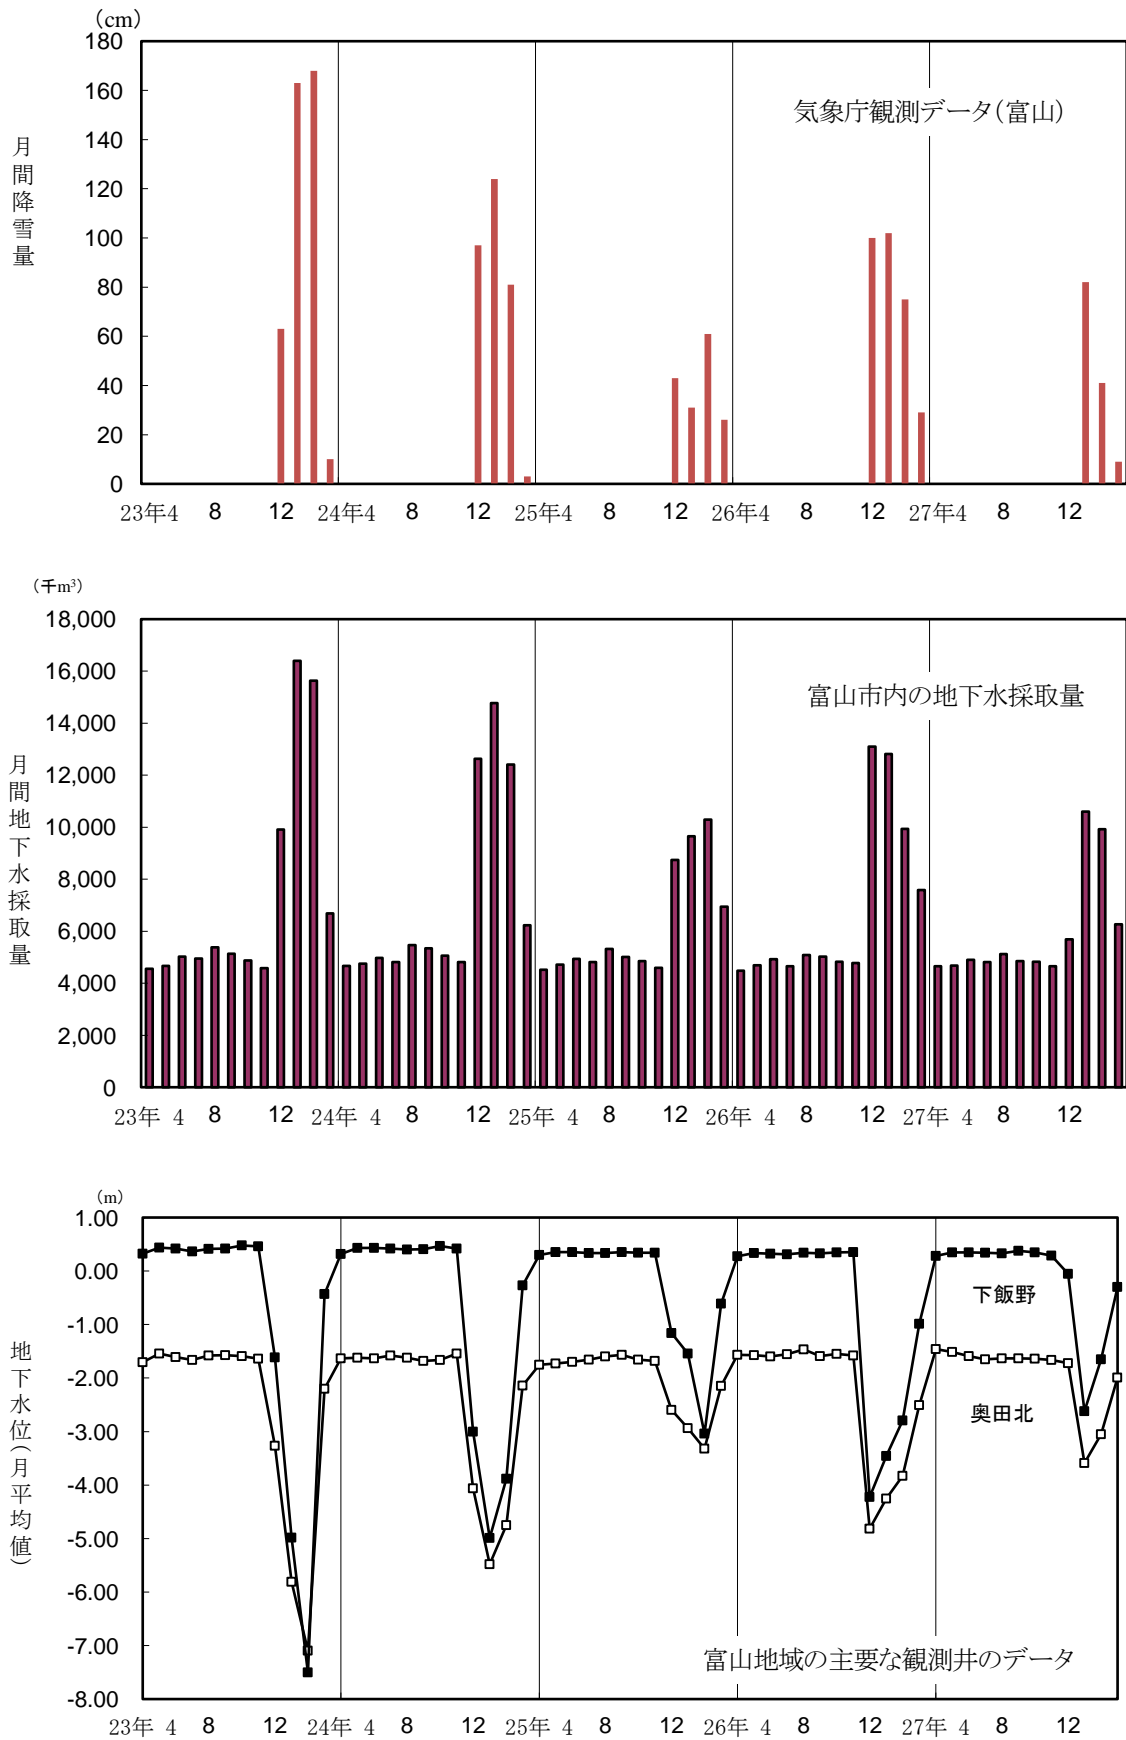 （cm）
180
160
140
120
100
80
60
40
20
0
月間降雪量
気象庁観測データ（富山）
23年4 8 12 24年4 8 12 25年4 8 12 26年4 8 12 27年4 8 12
（千m³）
18,000
16,000
14,000
12,000
10,000
8,000
6,000
4,000
2,000
0
月間地下水採取量
富山市内の地下水採取量
23年 4 8 12 24年 4 8 12 25年 4 8 12 26年 4 8 12 27年 4 8 12
（m）
1.00
0.00
-1.00
-2.00
-3.00
-4.00
-5.00
-6.00
-7.00
-8.00
地下水位（月平均値）
下飯野
奥田北
富山地域の主要な観測井のデータ
23年 4 8 12 24年 4 8 12 25年 4 8 12 26年 4 8 12 27年 4 8 12